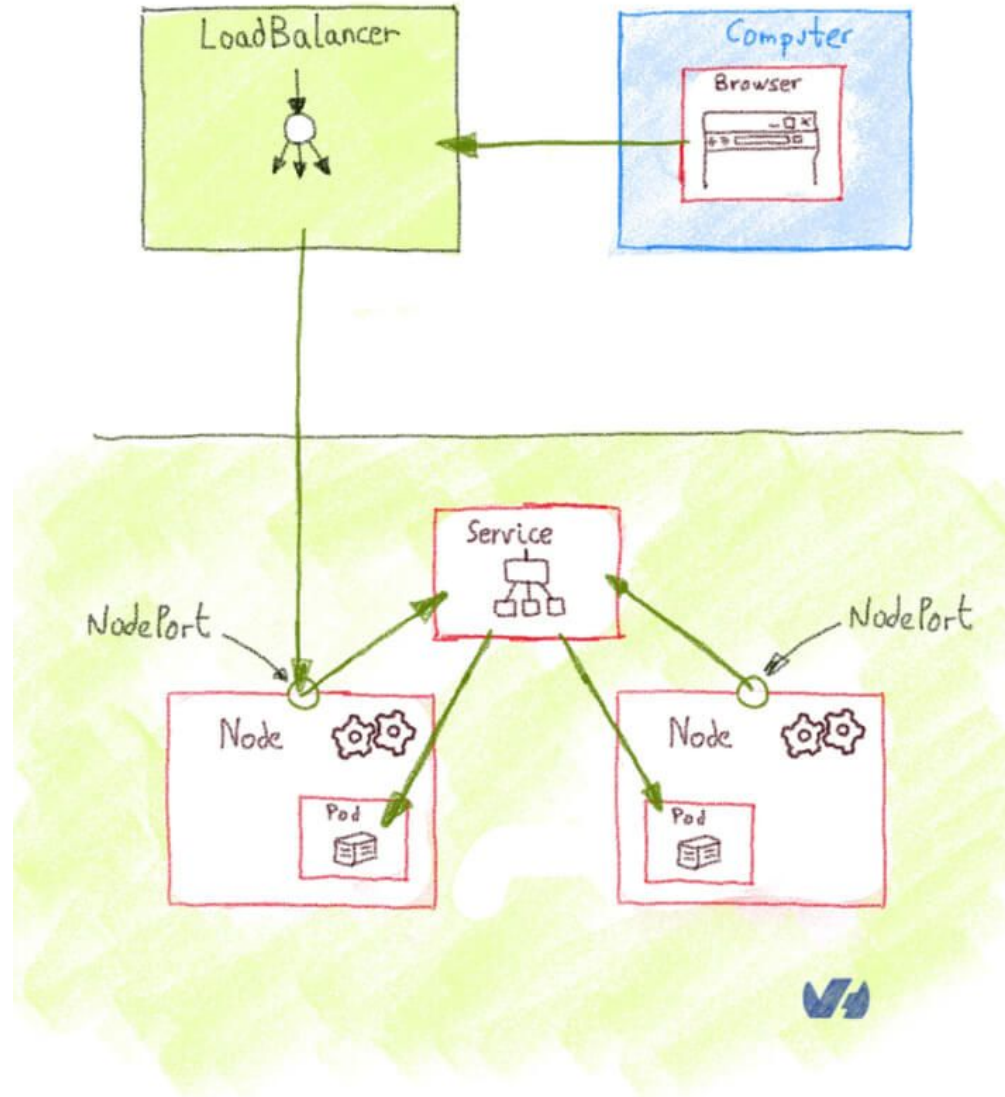 LoadBalancer
Computer
Browser
Service
NodePort
NodePort
Node
Node
Pod
Pod